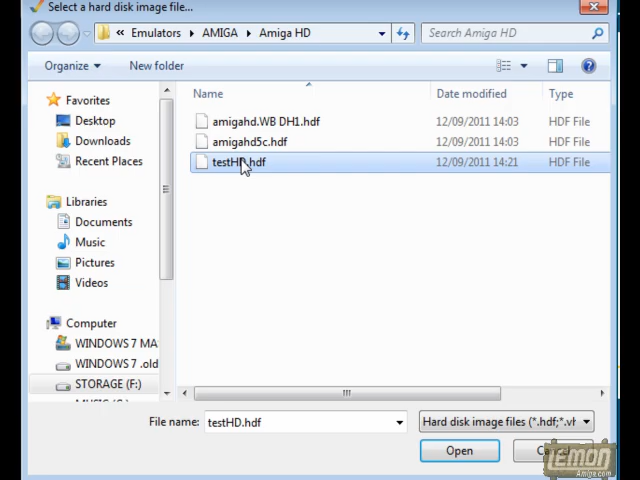 Select a hard disk image file...
« Emulators ▸ AMIGA ▸ Amiga HD
Search Amiga HD
Organize
New folder
Name
Date modified
Type
Favorites
Desktop
Downloads
Recent Places
Libraries
Documents
Music
Pictures
Videos
Computer
WINDOWS 7 MA
WINDOWS 7 .old
STORAGE (F:)
amigahd.WB DH1.hdf 12/09/2011 14:03 HDF File
amigahd5c.hdf 12/09/2011 14:03 HDF File
testHD.hdf 12/09/2011 14:21 HDF File
File name: testHD.hdf
Hard disk image files (*.hdf;*.vh
Open
LEMON
Amiga.com